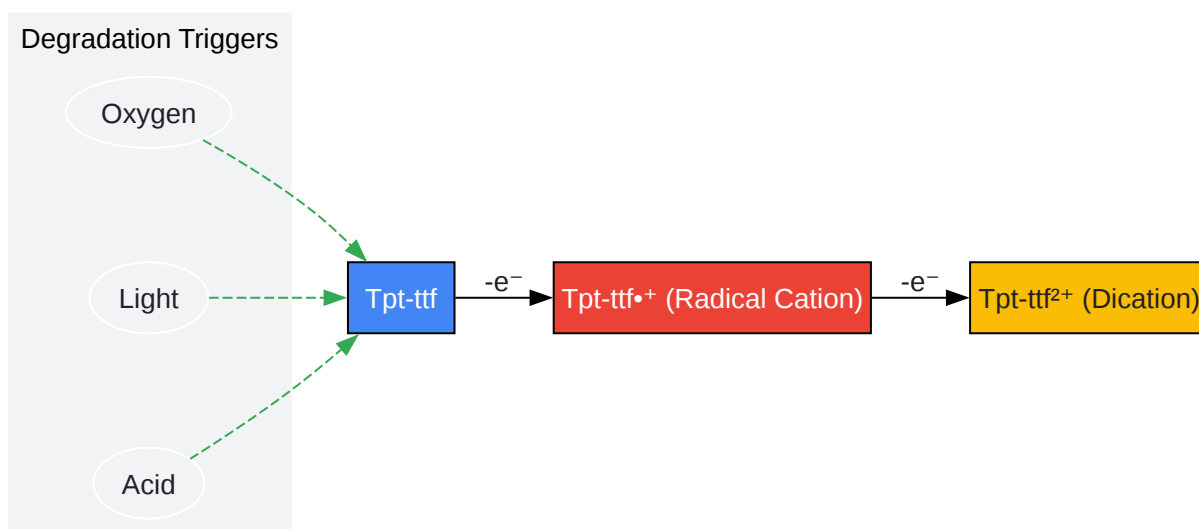 Degradation Triggers
Oxygen
Light
Acid
Tpt-ttf
-e⁻
Tpt-ttf•⁺ (Radical Cation)
-e⁻
Tpt-ttf²⁺ (Dication)